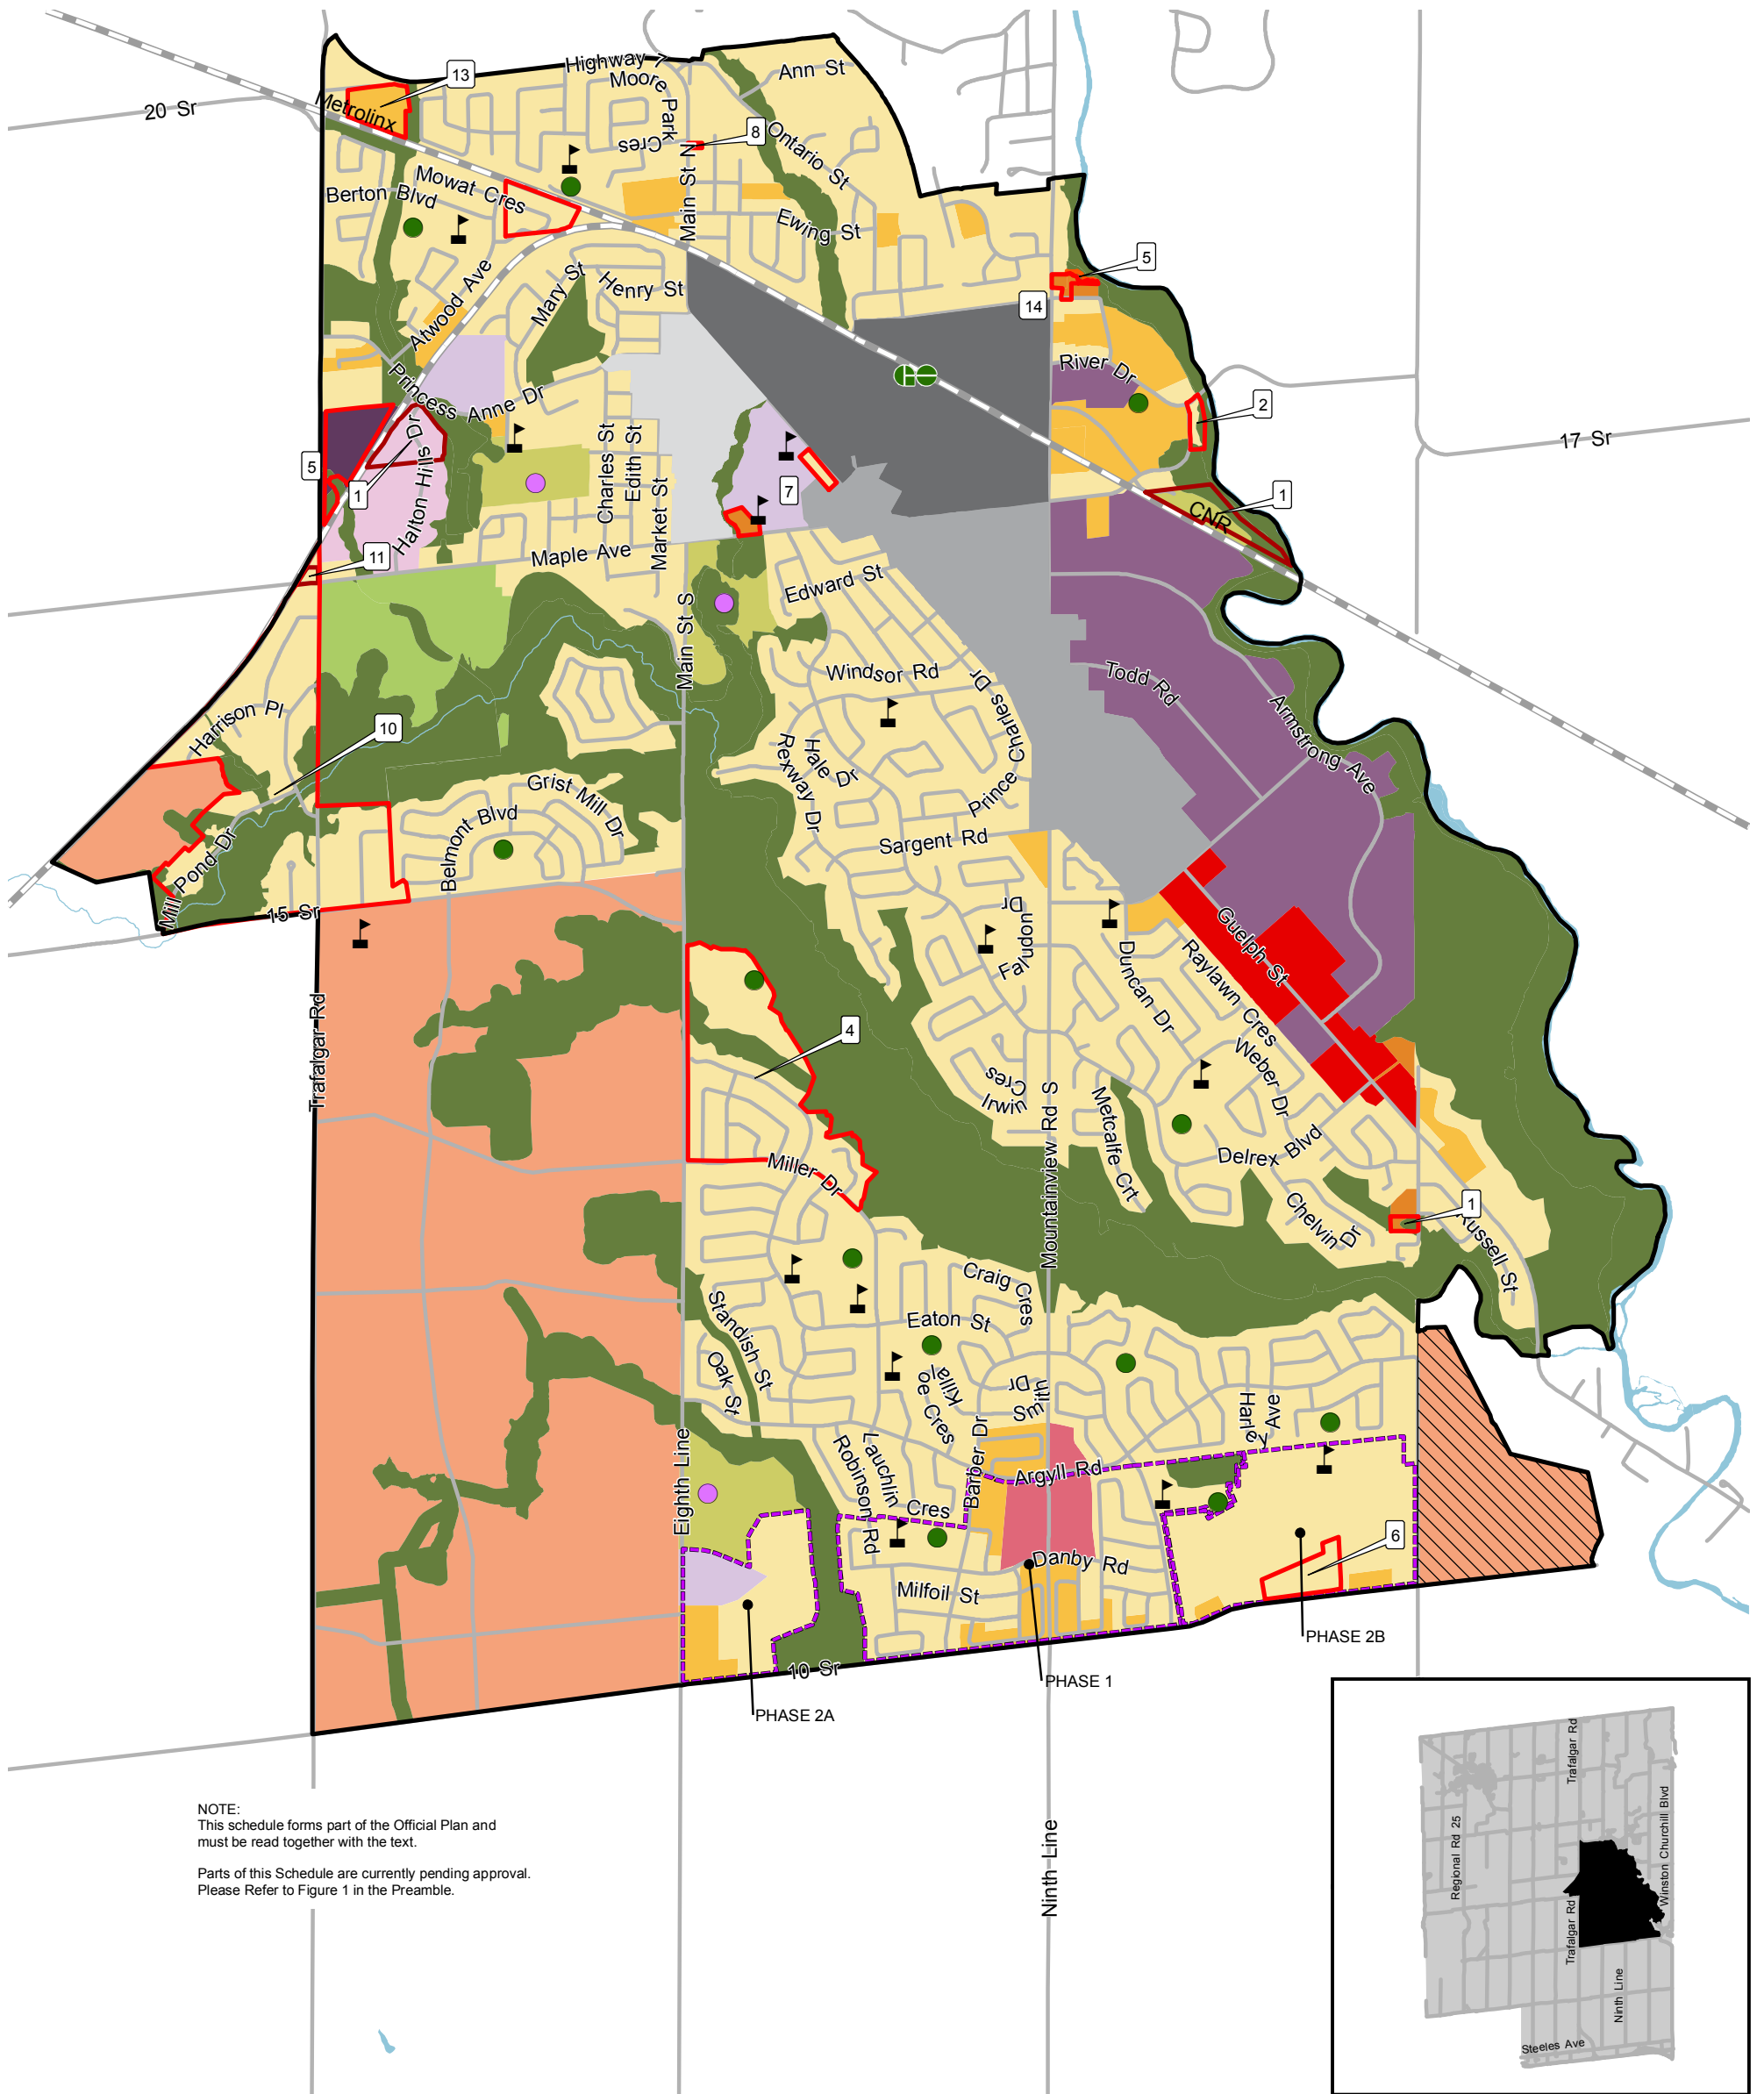 Highway 7
Moore
Park
Cres
Ann St
13
Metrolinx
20 Sr
8
Ontario St
Main St N
Mowat Cres
Berton Blvd
Ewing St
5
Mary St
Henry St
Atwood Ave
14
River Dr
Princess
Anne Dr
2
17 Sr
Halton Hills Dr
Charles St
Edith St
Market St
5
1
7
1
CNR
11
Maple Ave
Edward St
Main St S
Windsor Rd
Todd Rd
Prince Charles Dr
Armstrong Ave
Harrison Pl
10
Rexway Dr
Hale Dr
Grist Mill Dr
Belmont Blvd
Sargent Rd
Mill Pond Dr
15 Sr
Faludon Dr
Guelph St
Duncan Dr
Raylawn Cres
Trafalgar Rd
4
Weber Dr
Irwin
Cres
Metcalfe Crt
Mountainview Rd S
Delrex Blvd
Miller Dr
Chelvin Dr
1
Russell St
Craig Cres
Standish St
Eaton St
Oak St
Killaloe Cres
Smith Dr
Harley Ave
Barber Dr
Lauchlin
Cres
Robinson Rd
Argyll Rd
Eighth Line
6
Danby Rd
Milfoil St
PHASE 2B
10 Sr
PHASE 1
PHASE 2A
Ninth Line
NOTE:
This schedule forms part of the Official Plan and
must be read together with the text.
Parts of this Schedule are currently pending approval.
Please Refer to Figure 1 in the Preamble.
Trafalgar Rd
Regional Rd 25
Winston Churchill Blvd
Trafalgar Rd
Ninth Line
Steeles Ave